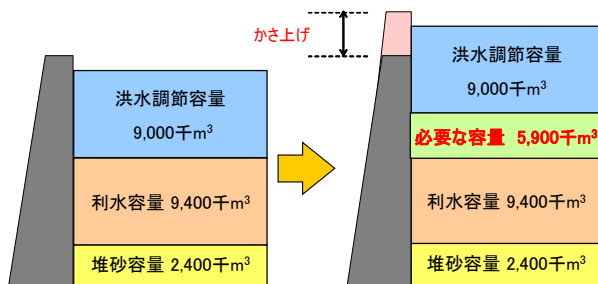 洪水調節容量
9,000千m³
利水容量 9,400千m³
堆砂容量 2,400千m³
かさ上げ
洪水調節容量
9,000千m³
必要な容量 5,900千m³
利水容量 9,400千m³
堆砂容量 2,400千m³